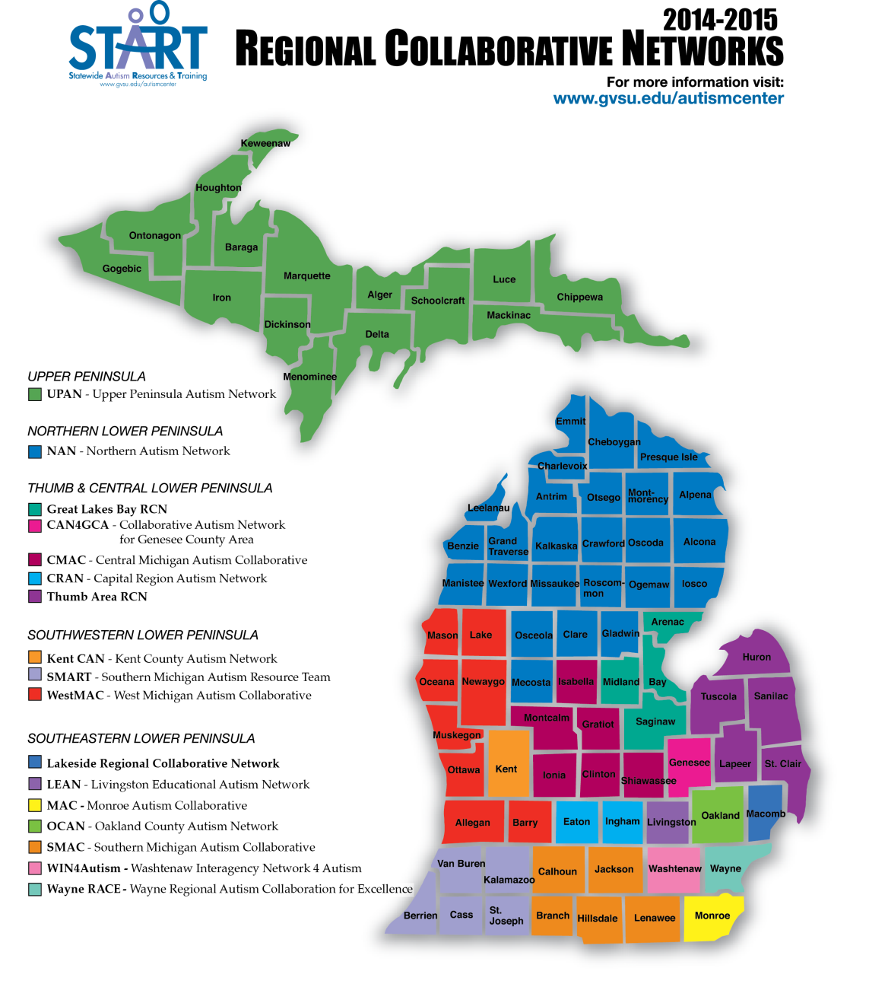 START
Statewide Autism Resources & Training
www.gvsu.edu/autismcenter
2014-2015
REGIONAL COLLABORATIVE NETWORKS
For more information visit:
www.gvsu.edu/autismcenter
Keweenaw
Houghton
Ontonagon
Baraga
Gogebic
Marquette
Iron
Alger
Schoolcraft
Luce
Chippewa
Mackinac
Dickinson
Delta
Menominee
UPPER PENINSULA
UPAN - Upper Peninsula Autism Network
NORTHERN LOWER PENINSULA
NAN - Northern Autism Network
THUMB & CENTRAL LOWER PENINSULA
Great Lakes Bay RCN
CAN4GCA - Collaborative Autism Network
for Genesee County Area
CMAC - Central Michigan Autism Collaborative
CRAN - Capital Region Autism Network
Thumb Area RCN
SOUTHWESTERN LOWER PENINSULA
Kent CAN - Kent County Autism Network
SMART - Southern Michigan Autism Resource Team
WestMAC - West Michigan Autism Collaborative
SOUTHEASTERN LOWER PENINSULA
Lakeside Regional Collaborative Network
LEAN - Livingston Educational Autism Network
MAC - Monroe Autism Collaborative
OCAN - Oakland County Autism Network
SMAC - Southern Michigan Autism Collaborative
WIN4Autism - Washtenaw Interagency Network 4 Autism
Wayne RACE - Wayne Regional Autism Collaboration for Excellence
Emmit
Cheboygan
Presque Isle
Charlevoix
Antrim
Otsego
Mont-
morency
Alpena
Leelanau
Benzie
Grand
Traverse
Kalkaska
Crawford
Oscoda
Alcona
Manistee
Wexford
Missaukee
Roscom-
mon
Ogemaw
Iosco
Mason
Lake
Osceola
Clare
Gladwin
Arenac
Huron
Oceana
Newaygo
Mecosta
Isabella
Midland
Bay
Tuscola
Sanilac
Montcalm
Gratiot
Saginaw
Muskegon
Ottawa
Kent
Ionia
Clinton
Shiawassee
Genesee
Lapeer
St. Clair
Allegan
Barry
Eaton
Ingham
Livingston
Oakland
Macomb
Van Buren
Kalamazoo
Calhoun
Jackson
Washtenaw
Wayne
Berrien
Cass
St.
Joseph
Branch
Hillsdale
Lenawee
Monroe